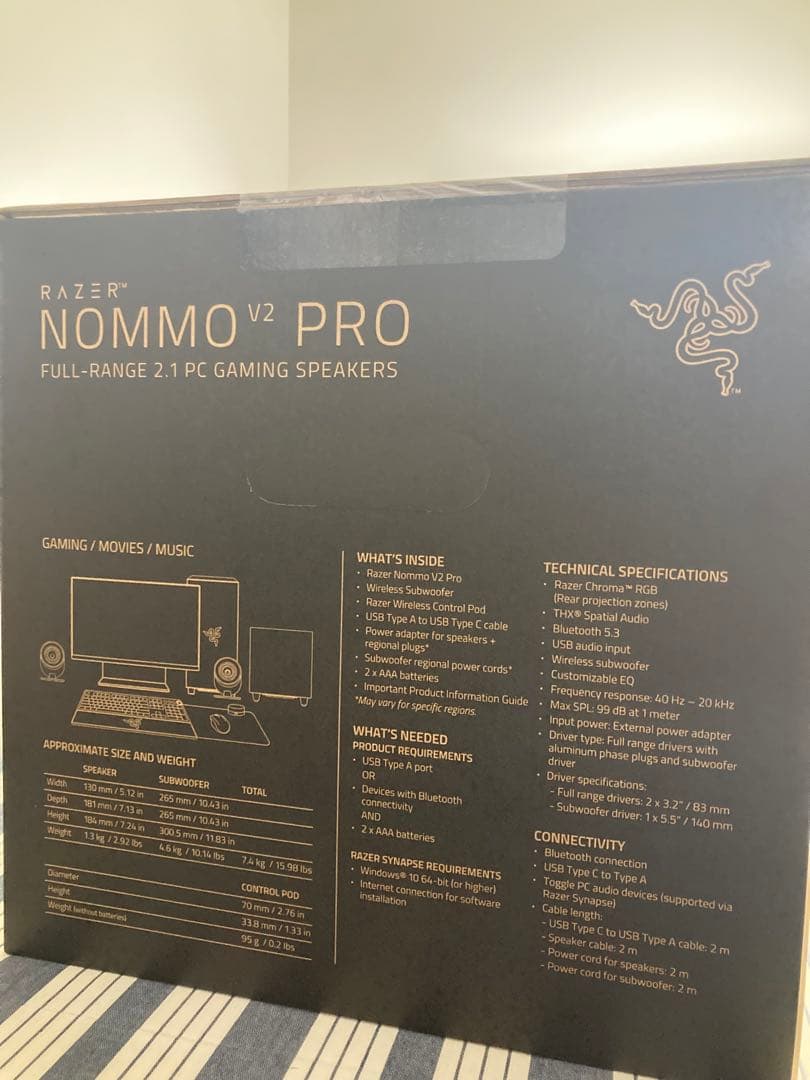 RAZER™
NOMMO V2 PRO
FULL-RANGE 2.1 PC GAMING SPEAKERS
TM
GAMING / MOVIES / MUSIC
APPROXIMATE SIZE AND WEIGHT
SPEAKER SUBWOOFER TOTAL
Width 130 mm / 5.12 in 265 mm / 10.43 in
Depth 181 mm / 7.13 in 265 mm / 10.43 in
Height 184 mm / 7.24 in 300.5 mm / 11.83 in
Weight 1.3 kg / 2.92 lbs 4.6 kg / 10.14 lbs 7.4 kg / 15.98 lbs
CONTROL POD
Diameter 70 mm / 2.76 in
Height 33.8 mm / 1.33 in
Weight (without batteries) 95 g / 0.2 lbs
WHAT'S INSIDE
· Razer Nommo V2 Pro
· Wireless Subwoofer
· Razer Wireless Control Pod
· USB Type A to USB Type C cable
· Power adapter for speakers +
regional plugs*
· Subwoofer regional power cords*
· 2 x AAA batteries
· Important Product Information Guide
*May vary for specific regions.
WHAT'S NEEDED
PRODUCT REQUIREMENTS
· USB Type A port
OR
· Devices with Bluetooth
connectivity
AND
· 2 x AAA batteries
RAZER SYNAPSE REQUIREMENTS
· Windows® 10 64-bit (or higher)
· Internet connection for software
installation
TECHNICAL SPECIFICATIONS
· Razer Chroma™ RGB
(Rear projection zones)
· THX® Spatial Audio
· Bluetooth 5.3
· USB audio input
· Wireless subwoofer
· Customizable EQ
· Frequency response: 40 Hz – 20 kHz
· Max SPL: 99 dB at 1 meter
· Input power: External power adapter
· Driver type: Full range drivers with
aluminum phase plugs and subwoofer
driver
· Driver specifications:
- Full range drivers: 2 x 3.2" / 83 mm
- Subwoofer driver: 1 x 5.5" / 140 mm
CONNECTIVITY
· Bluetooth connection
· USB Type C to Type A
· Toggle PC audio devices (supported via
Razer Synapse)
· Cable length:
- USB Type C to USB Type A cable: 2 m
- Speaker cable: 2 m
- Power cord for speakers: 2 m
- Power cord for subwoofer: 2 m